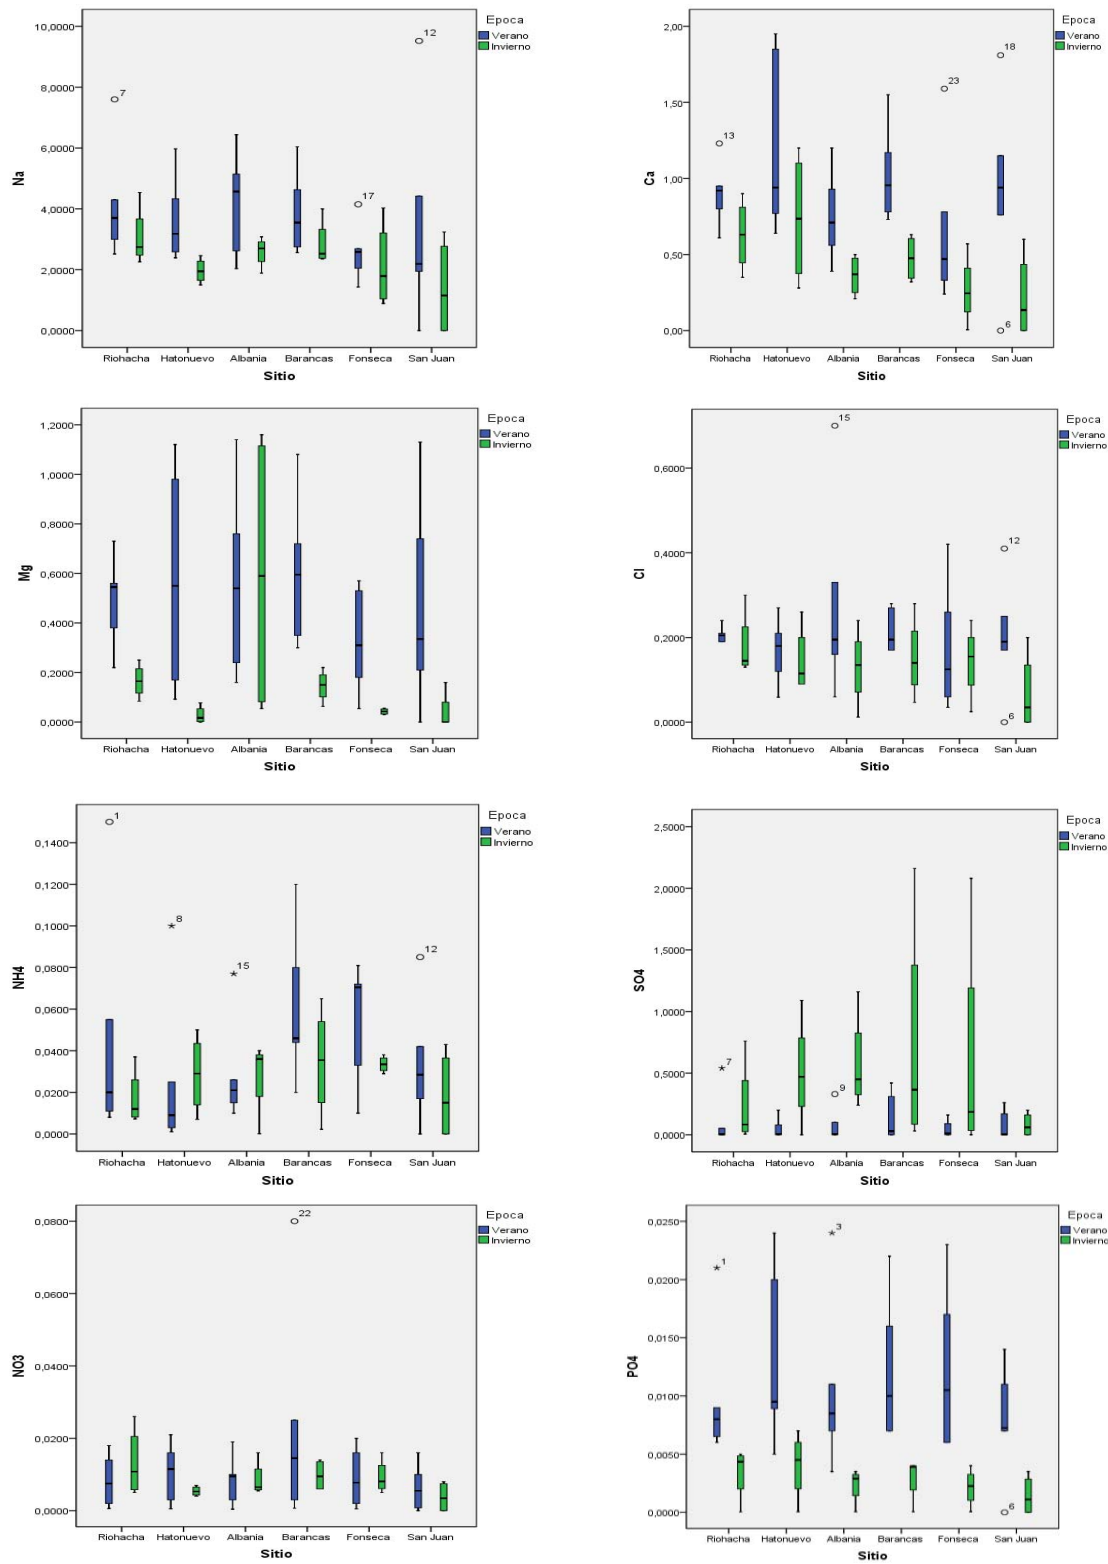 Epoca
Verano
Invierno
10,0000
8,0000
6,0000
4,0000
2,0000
0,0000
Na
7
17
12
Riohacha Hatonuevo Albania Barancas Fonseca San Juan
Sitio
Epoca
Verano
Invierno
2,00
1,50
1,00
0,50
0,00
Ca
13
23
18
6
Riohacha Hatonuevo Albania Barancas Fonseca San Juan
Sitio
Epoca
Verano
Invierno
1,2000
1,0000
0,8000
0,6000
0,4000
0,2000
0,0000
Mg
Riohacha Hatonuevo Albania Barancas Fonseca San Juan
Sitio
Epoca
Verano
Invierno
0,6000
0,4000
0,2000
0,0000
Cl
15
12
6
Riohacha Hatonuevo Albania Barancas Fonseca San Juan
Sitio
Epoca
Verano
Invierno
0,1400
0,1200
0,1000
0,0800
0,0600
0,0400
0,0200
0,0000
NH4
1
8
15
12
Riohacha Hatonuevo Albania Barancas Fonseca San Juan
Sitio
Epoca
Verano
Invierno
2,5000
2,0000
1,5000
1,0000
0,5000
0,0000
SO4
7
9
Riohacha Hatonuevo Albania Barancas Fonseca San Juan
Sitio
Epoca
Verano
Invierno
0,0800
0,0600
0,0400
0,0200
0,0000
NO3
22
Riohacha Hatonuevo Albania Barancas Fonseca San Juan
Sitio
Epoca
Verano
Invierno
0,0250
0,0200
0,0150
0,0100
0,0050
0,0000
PO4
1
3
6
Riohacha Hatonuevo Albania Barancas Fonseca San Juan
Sitio